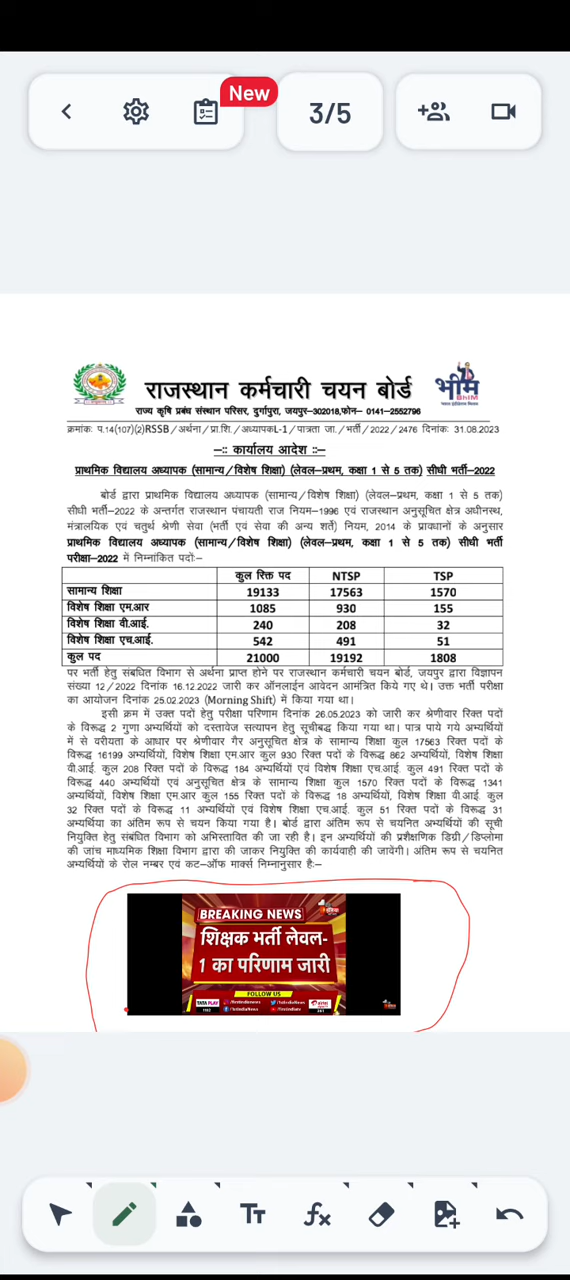 New
3/5
राजस्थान कर्मचारी चयन बोर्ड
भीम
BHIM
राज्य कृषि प्रबंध संस्थान परिसर, दुर्गापुरा, जयपुर–302018,फोन– 0141–2552796
क्रमांकः प.14(107)(2)RSSB/अर्थना/प्रा.शि./अध्यापकL-1/पात्रता जा./भर्ती/2022/2476 दिनांकः 31.08.2023
–:: कार्यालय आदेश ::–
प्राथमिक विद्यालय अध्यापक (सामान्य/विशेष शिक्षा) (लेवल–प्रथम, कक्षा 1 से 5 तक) सीधी भर्ती–2022
बोर्ड द्वारा प्राथमिक विद्यालय अध्यापक (सामान्य/विशेष शिक्षा) (लेवल–प्रथम, कक्षा 1 से 5 तक)
सीधी भर्ती–2022 के अन्तर्गत राजस्थान पंचायती राज नियम–1996 एवं राजस्थान अनुसूचित क्षेत्र अधीनस्थ,
मंत्रालयिक एवं चतुर्थ श्रेणी सेवा (भर्ती एवं सेवा की अन्य शर्ते) नियम, 2014 के प्रावधानों के अनुसार
प्राथमिक विद्यालय अध्यापक (सामान्य/विशेष शिक्षा) (लेवल–प्रथम, कक्षा 1 से 5 तक) सीधी भर्ती
परीक्षा–2022 में निम्नांकित पदों:–
कुल रिक्त पद NTSP TSP
सामान्य शिक्षा 19133 17563 1570
विशेष शिक्षा एम.आर 1085 930 155
विशेष शिक्षा वी.आई. 240 208 32
विशेष शिक्षा एच.आई. 542 491 51
कुल पद 21000 19192 1808
पर भर्ती हेतु संबधित विभाग से अर्थना प्राप्त होने पर राजस्थान कर्मचारी चयन बोर्ड, जयपुर द्वारा विज्ञापन
संख्या 12/2022 दिनांक 16.12.2022 जारी कर ऑनलाईन आवेदन आमंत्रित किये गए थे। उक्त भर्ती परीक्षा
का आयोजन दिनांक 25.02.2023 (Morning Shift) में किया गया था।
इसी क्रम में उक्त पदों हेतु परीक्षा परिणाम दिनांक 26.05.2023 को जारी कर श्रेणीवार रिक्त पदों
के विरूद्ध 2 गुणा अभ्यर्थियों को दस्तावेज सत्यापन हेतु सूचीबद्ध किया गया था। पात्र पाये गये अभ्यर्थियों
में से वरीयता के आधार पर श्रेणीवार गैर अनुसूचित क्षेत्र के सामान्य शिक्षा कुल 17563 रिक्त पदों के
विरूद्ध 16199 अभ्यर्थियों, विशेष शिक्षा एम.आर कुल 930 पदों के विरूद्ध 862 अभ्यर्थियों, विशेष शिक्षा
वी.आई. कुल 208 रिक्त पदों के विरूद्ध 184 अभ्यर्थियों एवं विशेष शिक्षा एच.आई. कुल 491 रिक्त पदों के
विरूद्ध 440 अभ्यर्थियों एवं अनुसूचित क्षेत्र के सामान्य शिक्षा कुल 1570 रिक्त पदों के विरूद्ध 1341
अभ्यर्थियों, विशेष शिक्षा एम.आर कुल 155 रिक्त पदों के विरूद्ध 18 अभ्यर्थियों, विशेष शिक्षा वी.आई. कुल
32 रिक्त पदों के विरूद्ध 11 अभ्यर्थियों एवं विशेष शिक्षा एच.आई. कुल 51 रिक्त पदों के विरूद्ध 31
अभ्यर्थिया का अंतिम रूप से चयन किया गया है। बोर्ड द्वारा अंतिम रूप से चयनित अभ्यर्थियों की सूची
नियुक्ति हेतु संबंधित विभाग को अभिस्तावित की जा रही है। इन अभ्यर्थियों की प्रशैक्षणिक डिग्री/डिप्लोमा
की जांच माध्यमिक शिक्षा विभाग द्वारा की जाकर नियुक्ति की कार्यवाही की जावेंगी। अंतिम रूप से चयनित
अभ्यर्थियों के रोल नम्बर एवं कट–ऑफ मार्क्स निम्नानुसार है:–
BREAKING NEWS
शिक्षक भर्ती लेवल-
1 का परिणाम जारी
FOLLOW US
TATA PLAY
airtel
Tт
fx